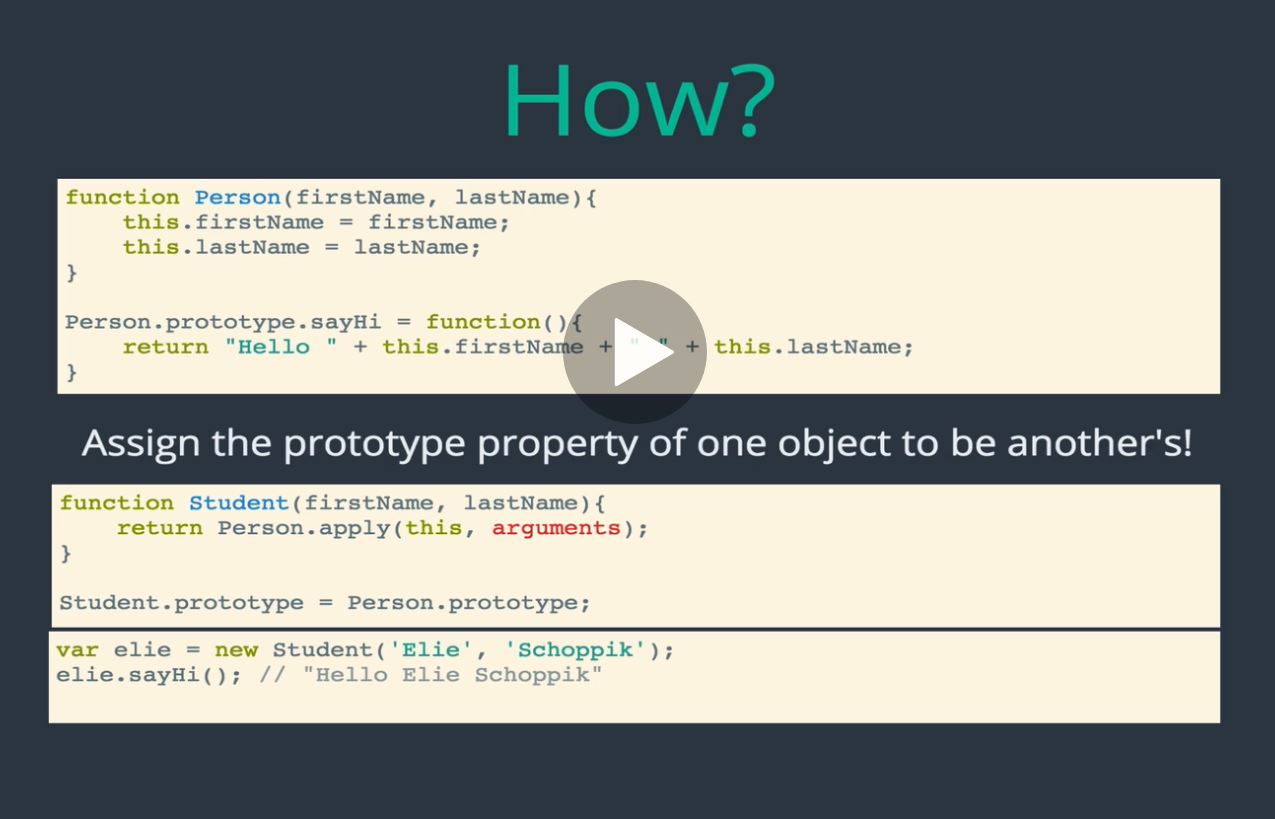 How?
function Person(firstName, lastName){
    this.firstName = firstName;
    this.lastName = lastName;
}
Person.prototype.sayHi = function(){
    return "Hello " + this.firstName + " " + this.lastName;
}
Assign the prototype property of one object to be another's!
function Student(firstName, lastName){
    return Person.apply(this, arguments);
}
Student.prototype = Person.prototype;
var elie = new Student('Elie', 'Schoppik');
elie.sayHi(); // "Hello Elie Schoppik"